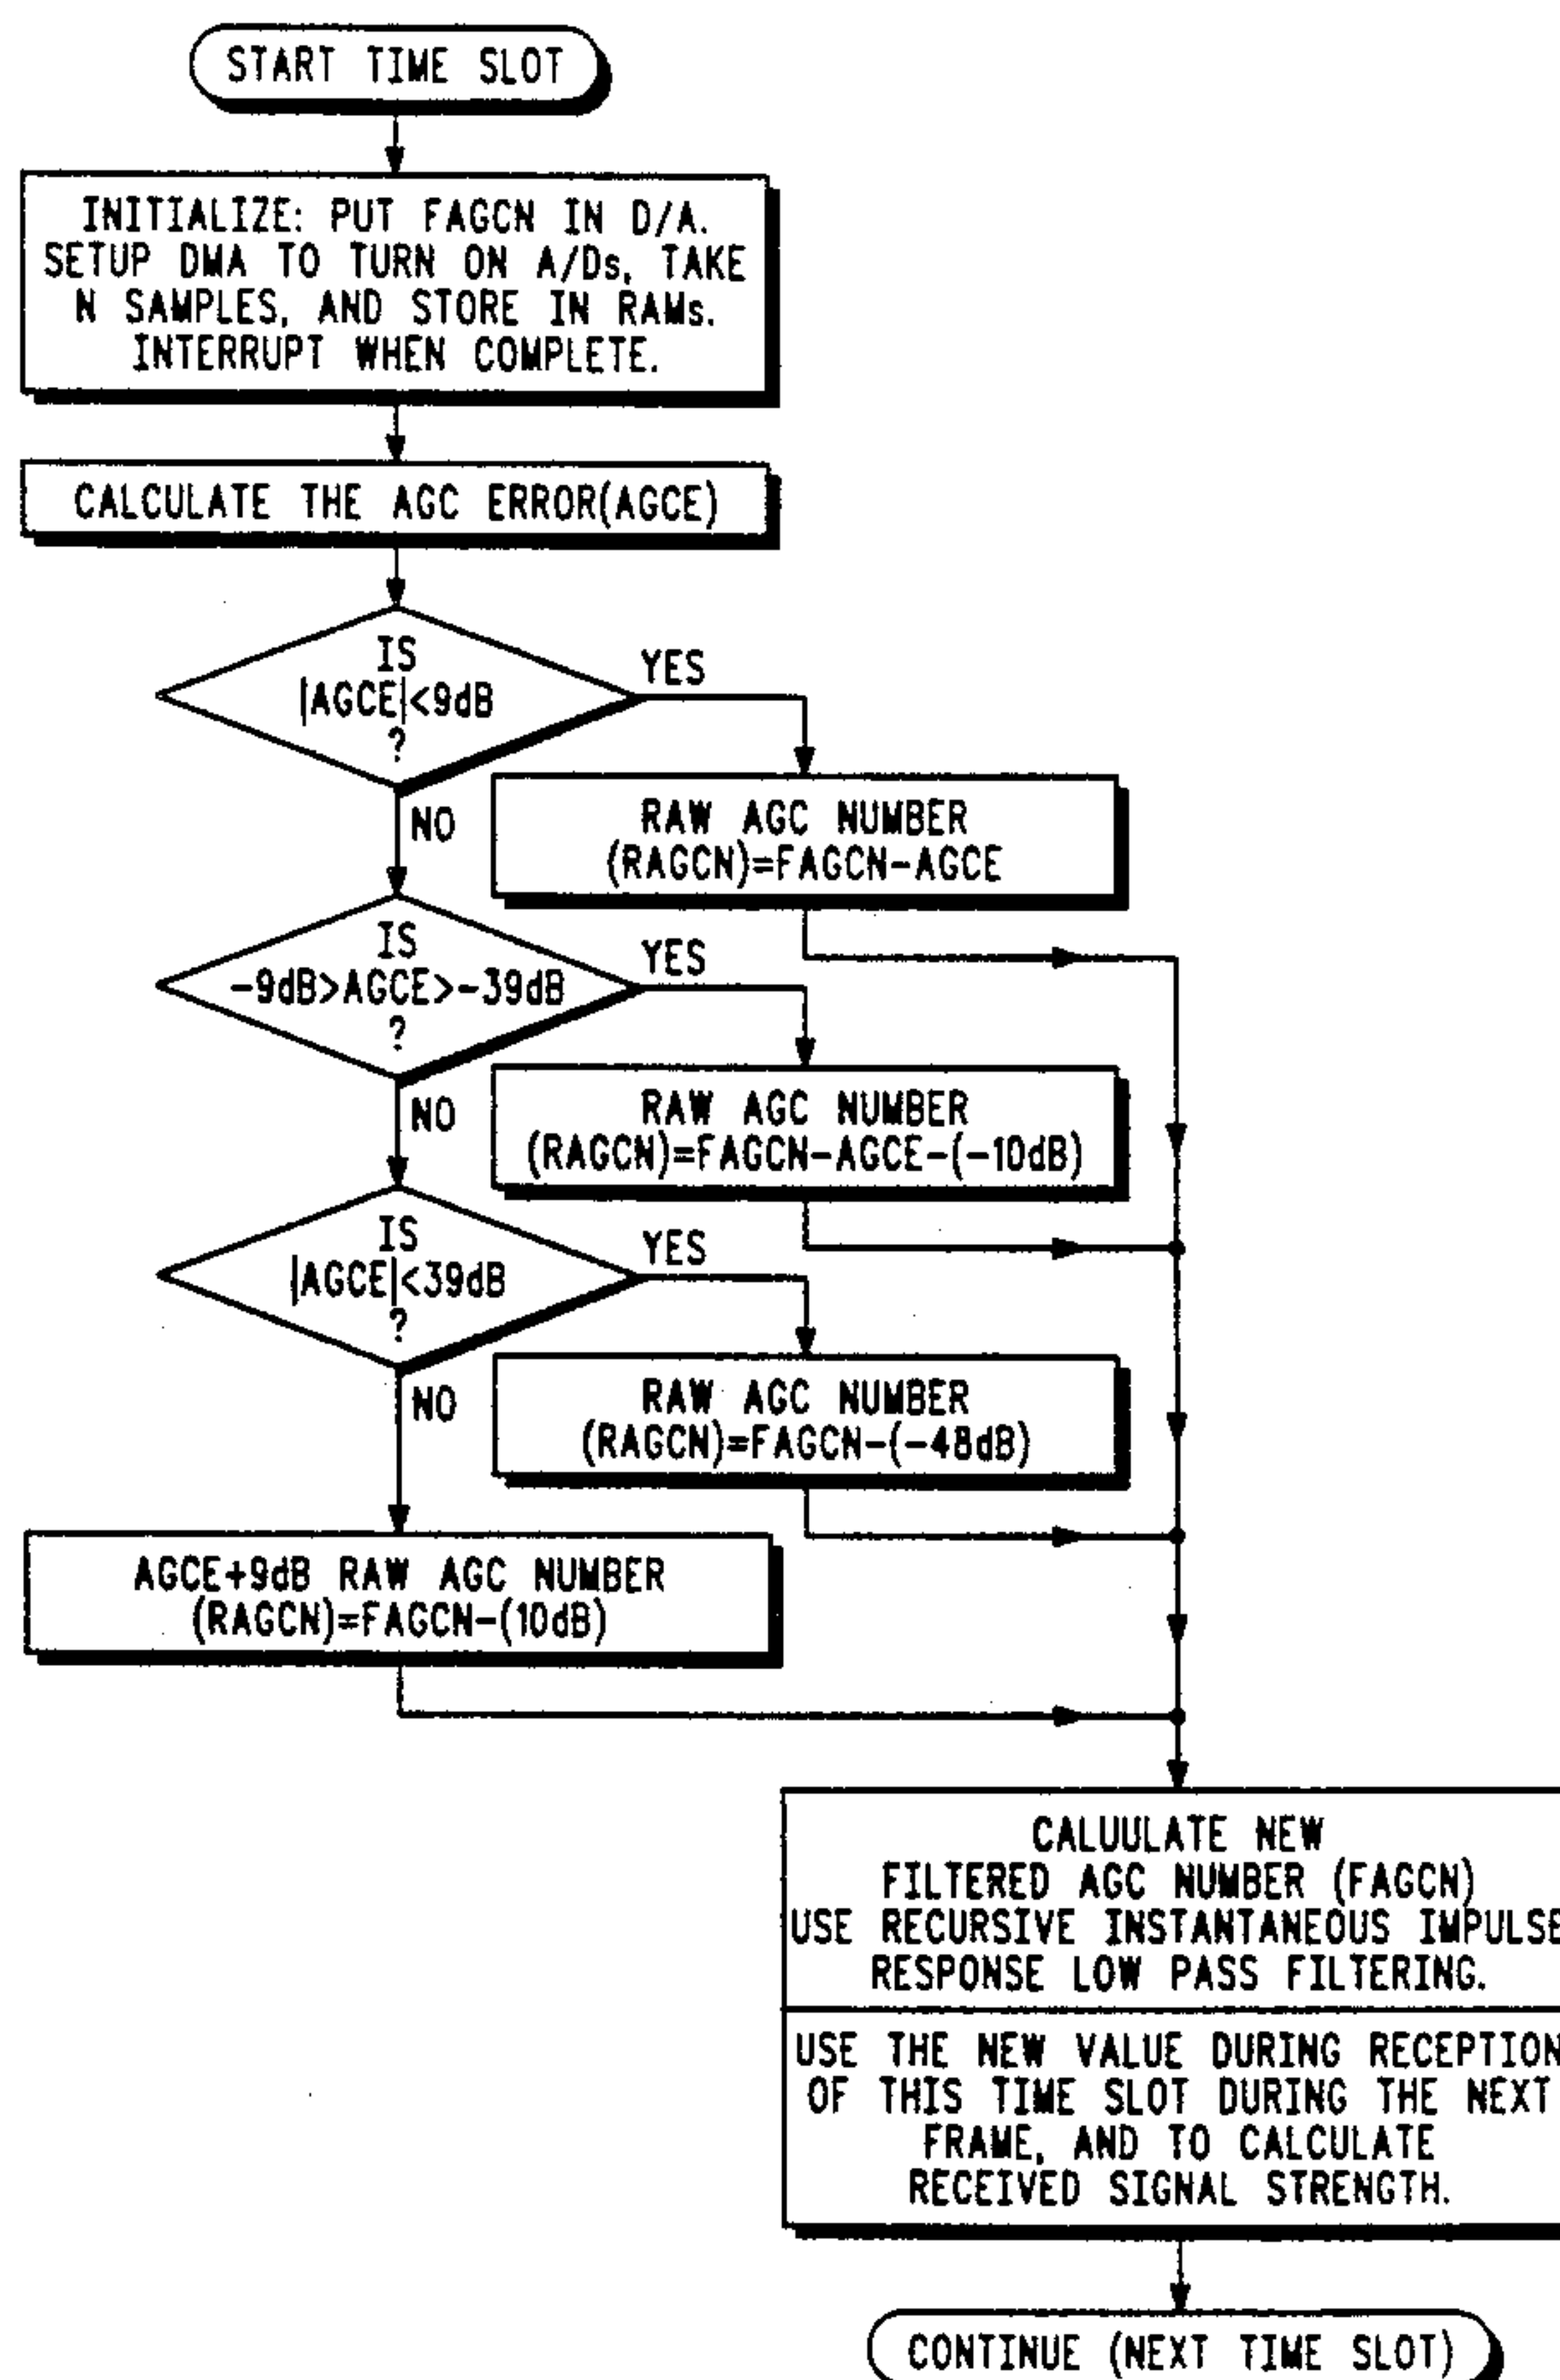 START TIME SLOT
INITIALIZE: PUT FAGCN IN D/A.
SETUP DMA TO TURN ON A/Ds, TAKE
N SAMPLES, AND STORE IN RAMs.
INTERRUPT WHEN COMPLETE.
CALCULATE THE AGC ERROR(AGCE)
IS
|AGCE|<9dB
?
YES
NO
RAW AGC NUMBER
(RAGCN)=FAGCN-AGCE
IS
-9dB>AGCE>-39dB
?
YES
NO
RAW AGC NUMBER
(RAGCN)=FAGCN-AGCE-(-10dB)
IS
|AGCE|<39dB
?
YES
NO
RAW AGC NUMBER
(RAGCN)=FAGCN-(-48dB)
AGCE+9dB RAW AGC NUMBER
(RAGCN)=FAGCN-(10dB)
CALUULATE NEW
FILTERED AGC NUMBER (FAGCN)
USE RECURSIVE INSTANTANEOUS IMPULSE
RESPONSE LOW PASS FILTERING.
USE THE NEW VALUE DURING RECEPTION
OF THIS TIME SLOT DURING THE NEXT
FRAME, AND TO CALCULATE
RECEIVED SIGNAL STRENGTH.
CONTINUE (NEXT TIME SLOT)